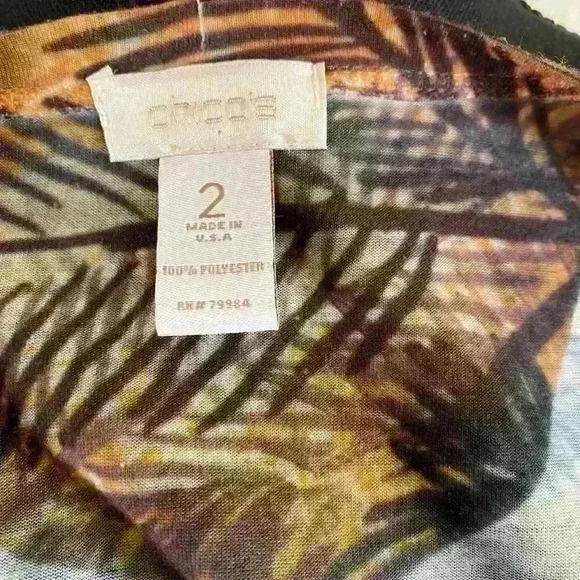 CHICO'S
2
MADE IN
U.S.A
100% POLYESTER
RN# 79984